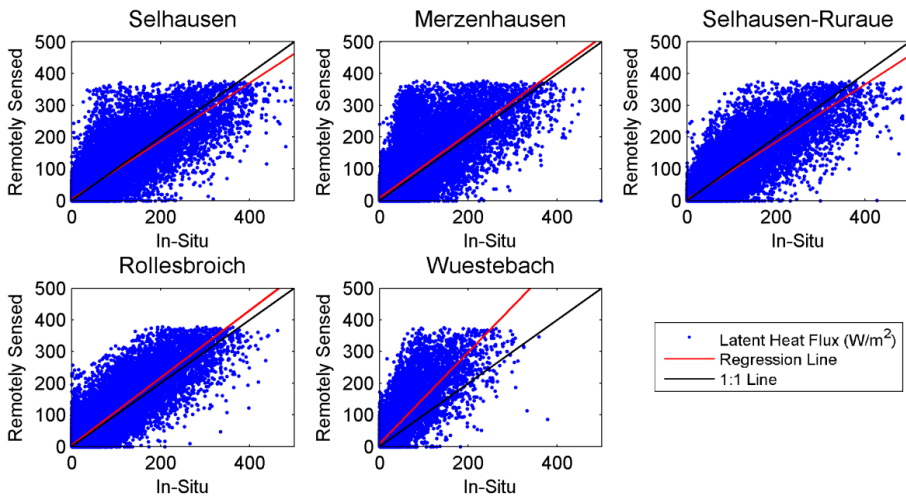 Selhausen
Merzenhausen
Selhausen-Ruraue
Remotely Sensed
500
400
300
200
100
0
0 200 400
In-Situ
Remotely Sensed
500
400
300
200
100
0
0 200 400
In-Situ
Remotely Sensed
500
400
300
200
100
0
0 200 400
In-Situ
Rollesbroich
Wuestebach
Remotely Sensed
500
400
300
200
100
0
0 200 400
In-Situ
Remotely Sensed
500
400
300
200
100
0
0 200 400
In-Situ
Latent Heat Flux (W/m²)
Regression Line
1:1 Line